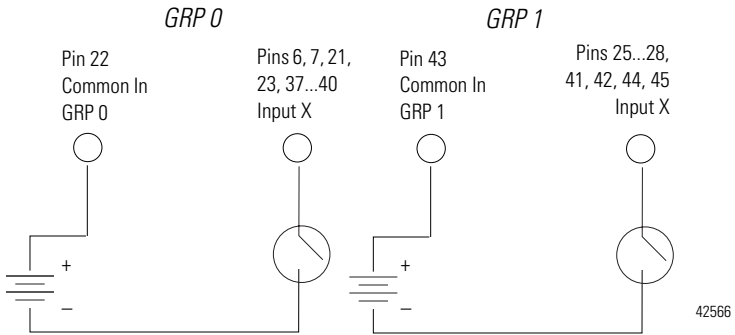 GRP 0
GRP 1
Pin 22
Common In
GRP 0
Pins 6, 7, 21,
23, 37...40
Input X
Pin 43
Common In
GRP 1
Pins 25...28,
41, 42, 44, 45
Input X
+
–
+
–
42566